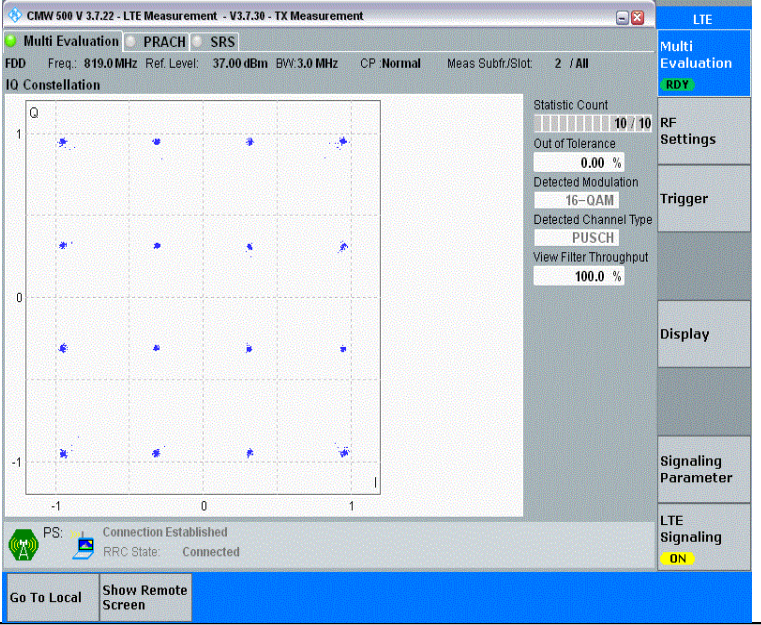 CMW 500 V 3.7.22 - LTE Measurement - V3.7.30 - TX Measurement
LTE
Multi Evaluation PRACH SRS
Multi
Evaluation
RDY
FDD Freq.: 819.0 MHz Ref. Level: 37.00 dBm BW: 3.0 MHz CP :Normal Meas Subfr./Slot: 2 / All
IQ Constellation
Q
1
0
-1
-1 0 1
I
Statistic Count
10 / 10
Out of Tolerance
0.00 %
Detected Modulation
16-QAM
Detected Channel Type
PUSCH
View Filter Throughput
100.0 %
RF
Settings
Trigger
Display
Signaling
Parameter
LTE
Signaling
ON
PS: Connection Established
RRC State: Connected
Go To Local
Show Remote
Screen